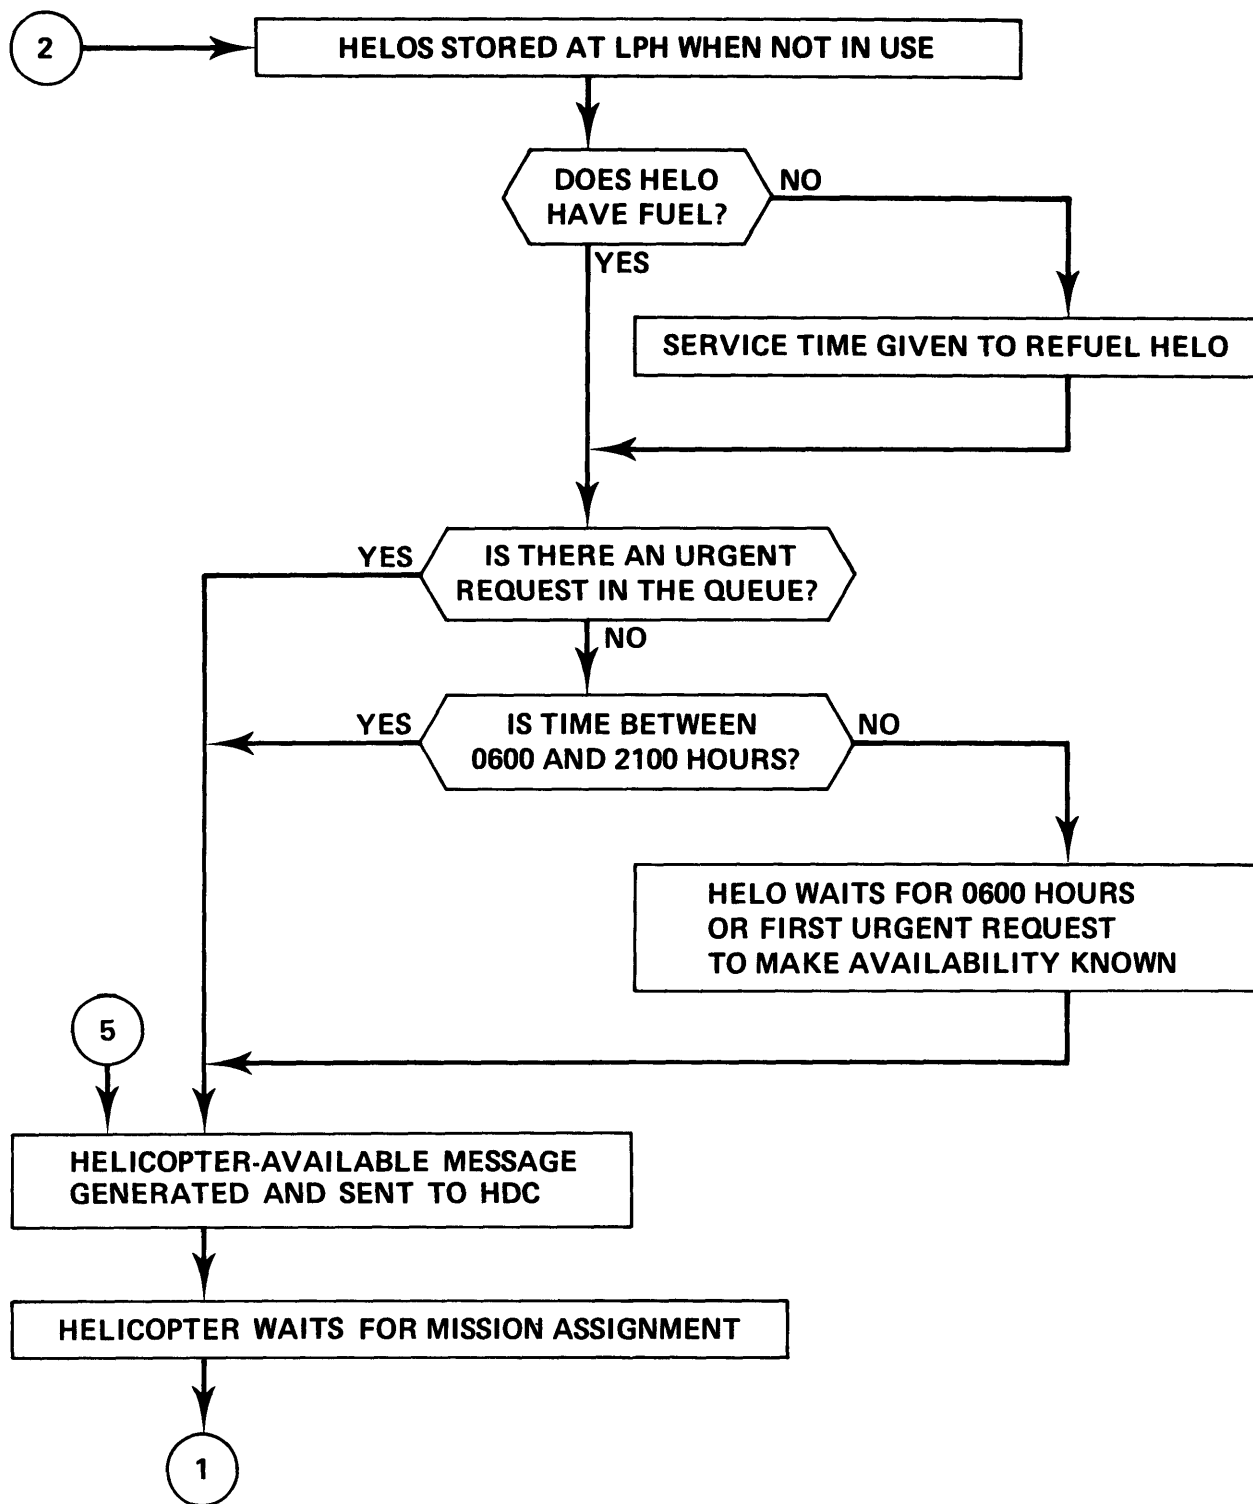 2
HELOS STORED AT LPH WHEN NOT IN USE
DOES HELO
HAVE FUEL?
NO
YES
SERVICE TIME GIVEN TO REFUEL HELO
YES
IS THERE AN URGENT
REQUEST IN THE QUEUE?
NO
YES
IS TIME BETWEEN
0600 AND 2100 HOURS?
NO
HELO WAITS FOR 0600 HOURS
OR FIRST URGENT REQUEST
TO MAKE AVAILABILITY KNOWN
5
HELICOPTER-AVAILABLE MESSAGE
GENERATED AND SENT TO HDC
HELICOPTER WAITS FOR MISSION ASSIGNMENT
1